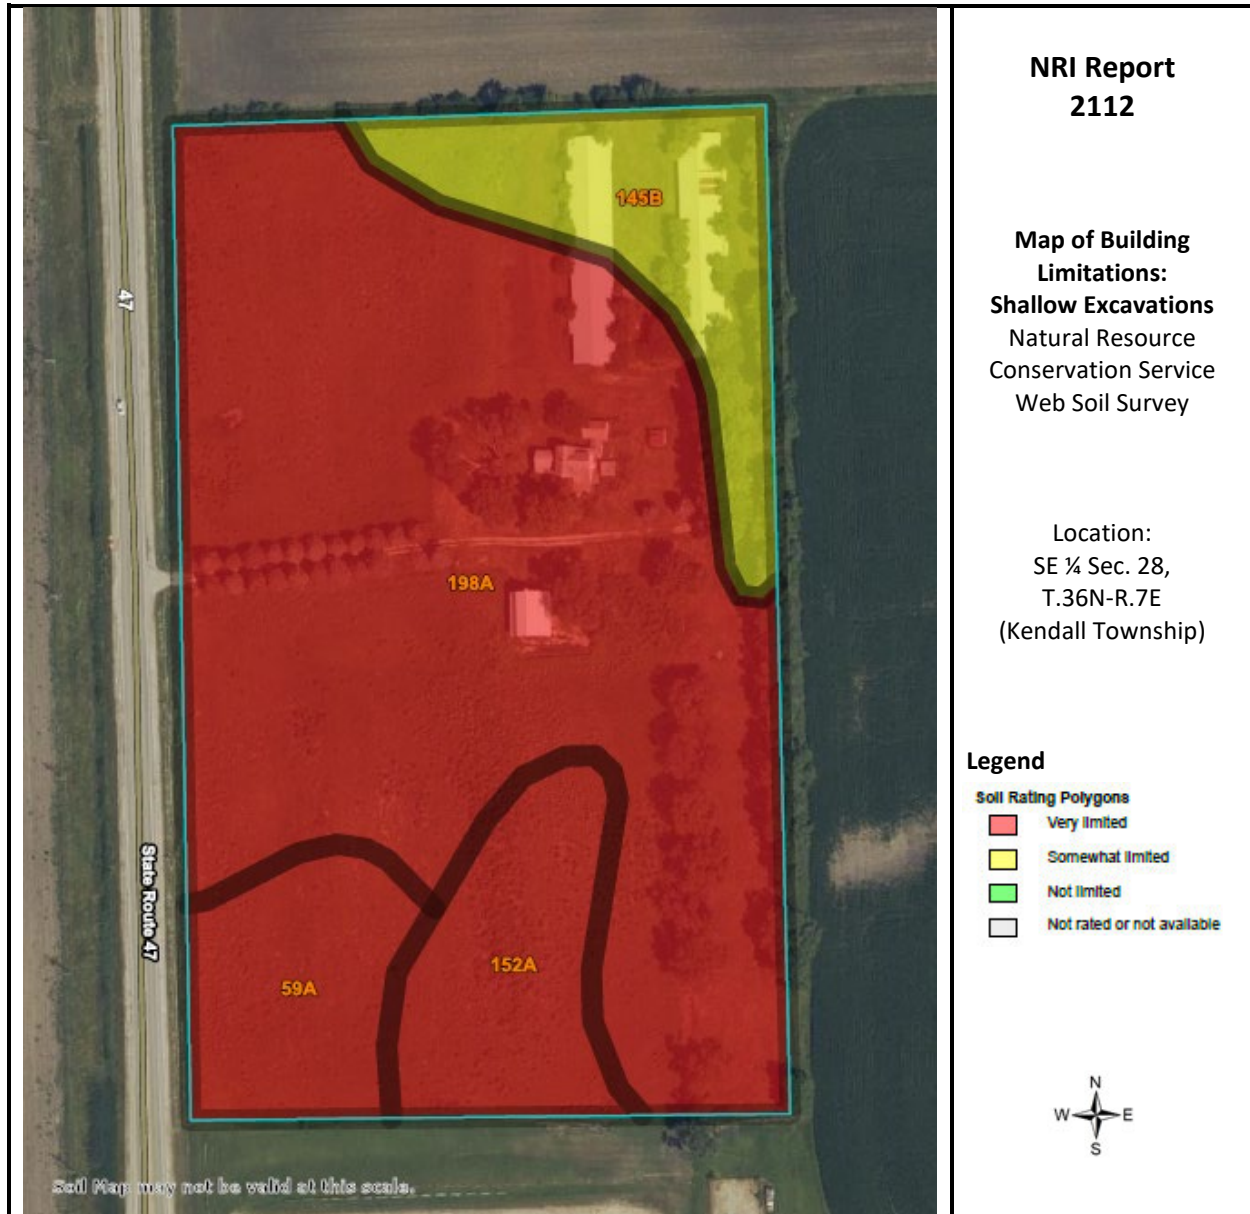 145B
47
198A
State Route 47
152A
59A
Soil Map may not be valid at this scale.
NRI Report
2112
Map of Building
Limitations:
Shallow Excavations
Natural Resource
Conservation Service
Web Soil Survey
Location:
SE ¼ Sec. 28,
T.36N-R.7E
(Kendall Township)
Legend
Soil Rating Polygons
Very limited
Somewhat limited
Not limited
Not rated or not available
N
W E
S